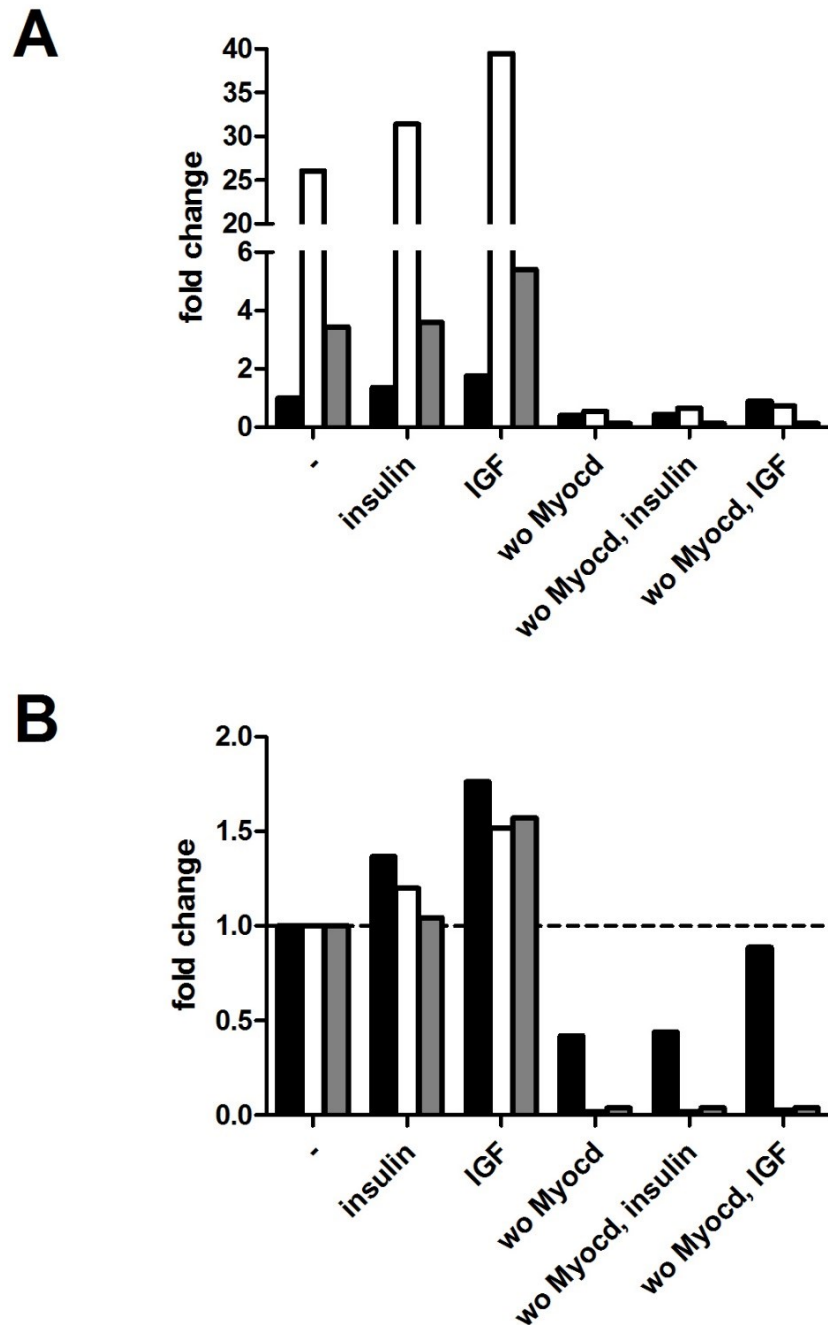 A
fold change
40
35
30
25
20
6
4
2
0
-
insulin
IGF
wo Myocd
wo Myocd, insulin
wo Myocd, IGF
B
fold change
2.0
1.5
1.0
0.5
0.0
-
insulin
IGF
wo Myocd
wo Myocd, insulin
wo Myocd, IGF